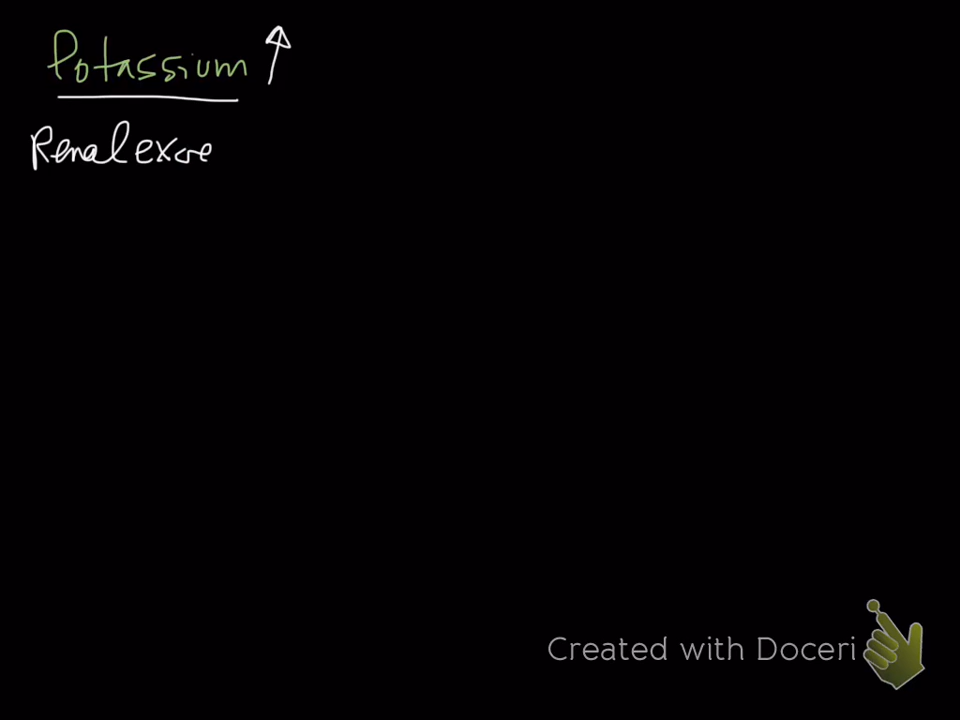 Potassium ↑
Renal excre
Created with Doceri